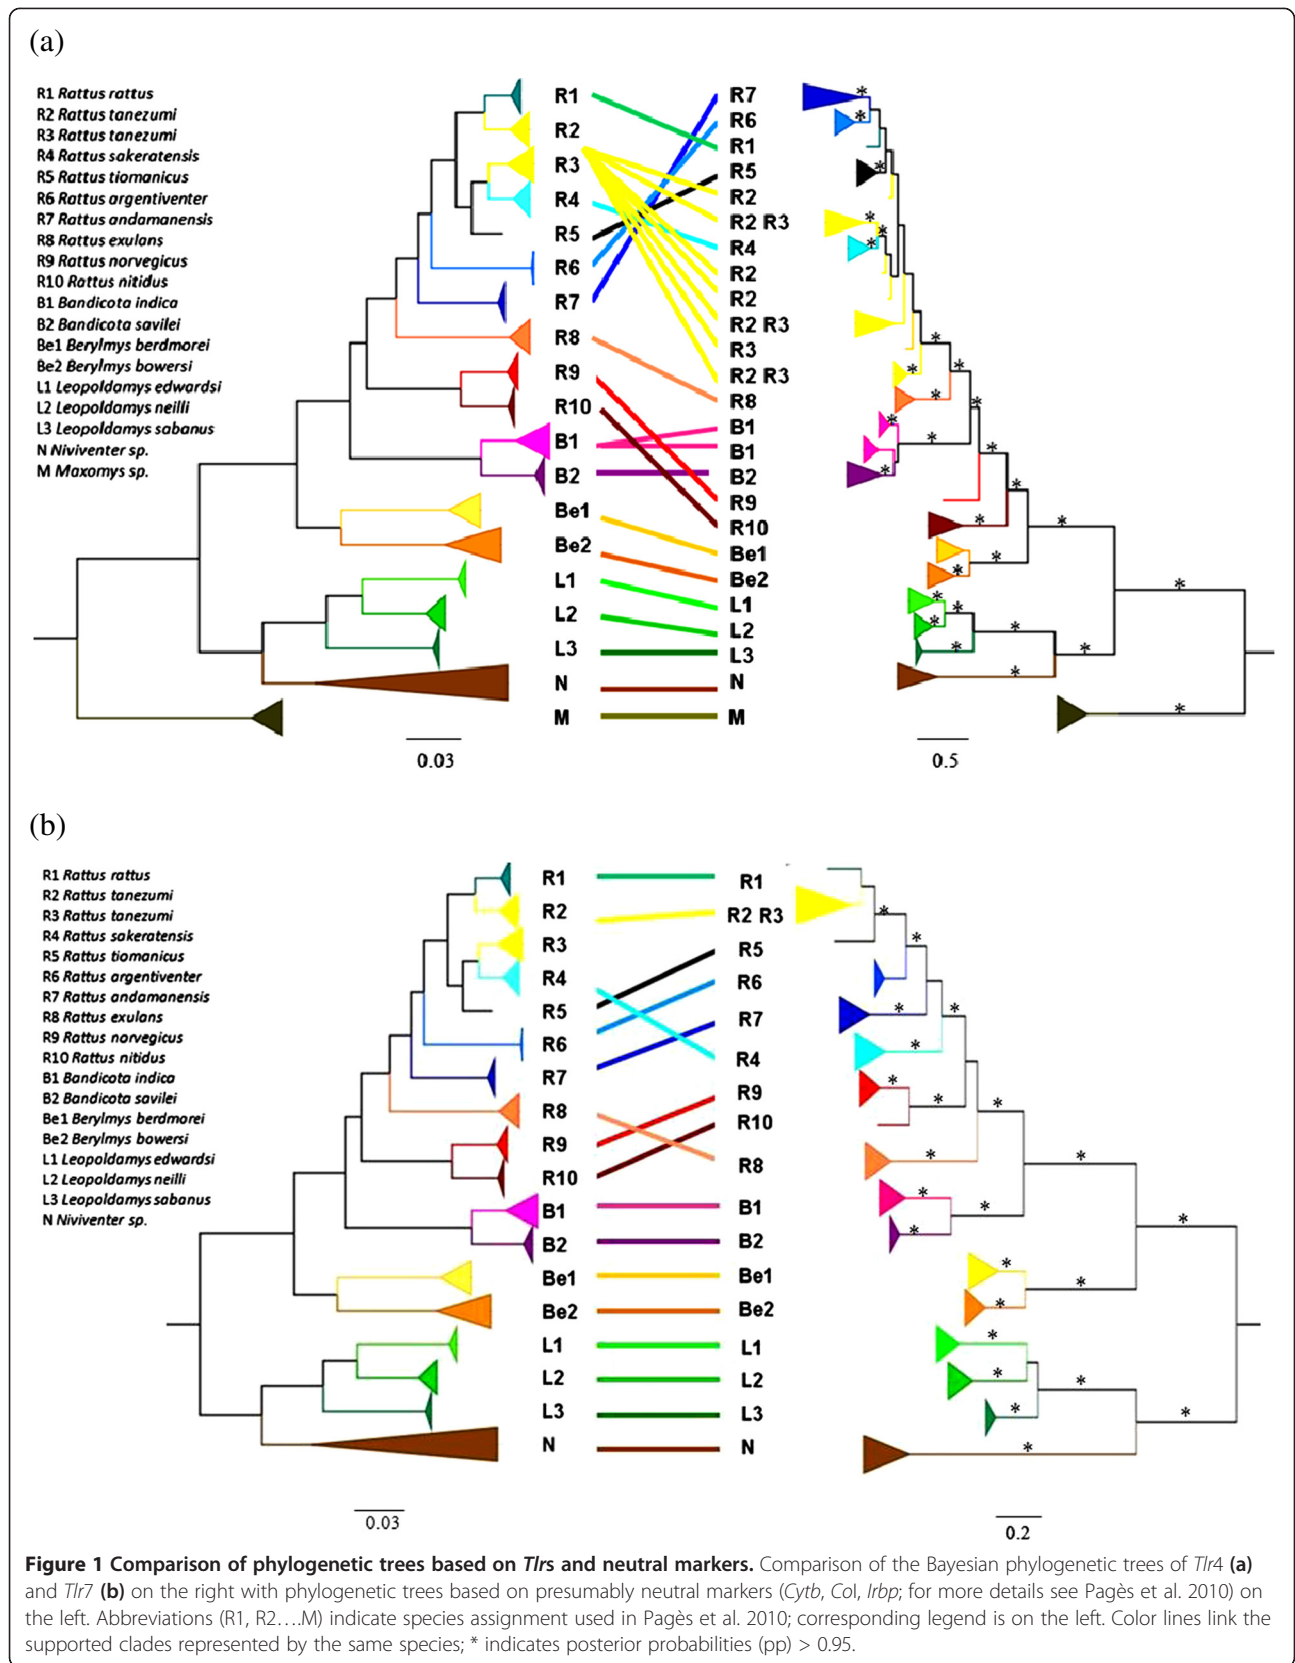 (a)
R1 Rattus rattus
R2 Rattus tanezumi
R3 Rattus tanezumi
R4 Rattus sakeratensis
R5 Rattus tiomanicus
R6 Rattus argentiventer
R7 Rattus andamanensis
R8 Rattus exulans
R9 Rattus norvegicus
R10 Rattus nitidus
B1 Bandicota indica
B2 Bandicota savilei
Be1 Berylmys berdmorei
Be2 Berylmys bowersi
L1 Leopoldamys edwardsi
L2 Leopoldamys neilli
L3 Leopoldamys sabanus
N Niviventer sp.
M Maxomys sp.
R1
R2
R3
R4
R5
R6
R7
R8
R9
R10
B1
B2
Be1
Be2
L1
L2
L3
N
M
R7
R6
R1
R5
R2
R2 R3
R4
R2
R2
R2 R3
R3
R2 R3
R8
B1
B1
B2
R9
R10
Be1
Be2
L1
L2
L3
N
M
0.03
0.5
(b)
R1 Rattus rattus
R2 Rattus tanezumi
R3 Rattus tanezumi
R4 Rattus sakeratensis
R5 Rattus tiomanicus
R6 Rattus argentiventer
R7 Rattus andamanensis
R8 Rattus exulans
R9 Rattus norvegicus
R10 Rattus nitidus
B1 Bandicota indica
B2 Bandicota savilei
Be1 Berylmys berdmorei
Be2 Berylmys bowersi
L1 Leopoldamys edwardsi
L2 Leopoldamys neilli
L3 Leopoldamys sabanus
N Niviventer sp.
R1
R2
R3
R4
R5
R6
R7
R8
R9
R10
B1
B2
Be1
Be2
L1
L2
L3
N
R1
R2 R3
R5
R6
R7
R4
R9
R10
R8
B1
B2
Be1
Be2
L1
L2
L3
N
0.03
0.2
Figure 1 Comparison of phylogenetic trees based on Tlrs and neutral markers. Comparison of the Bayesian phylogenetic trees of Tlr4 (a)
and Tlr7 (b) on the right with phylogenetic trees based on presumably neutral markers (Cytb, CoI, Irbp; for more details see Pagès et al. 2010) on
the left. Abbreviations (R1, R2....M) indicate species assignment used in Pagès et al. 2010; corresponding legend is on the left. Color lines link the
supported clades represented by the same species; * indicates posterior probabilities (pp) > 0.95.